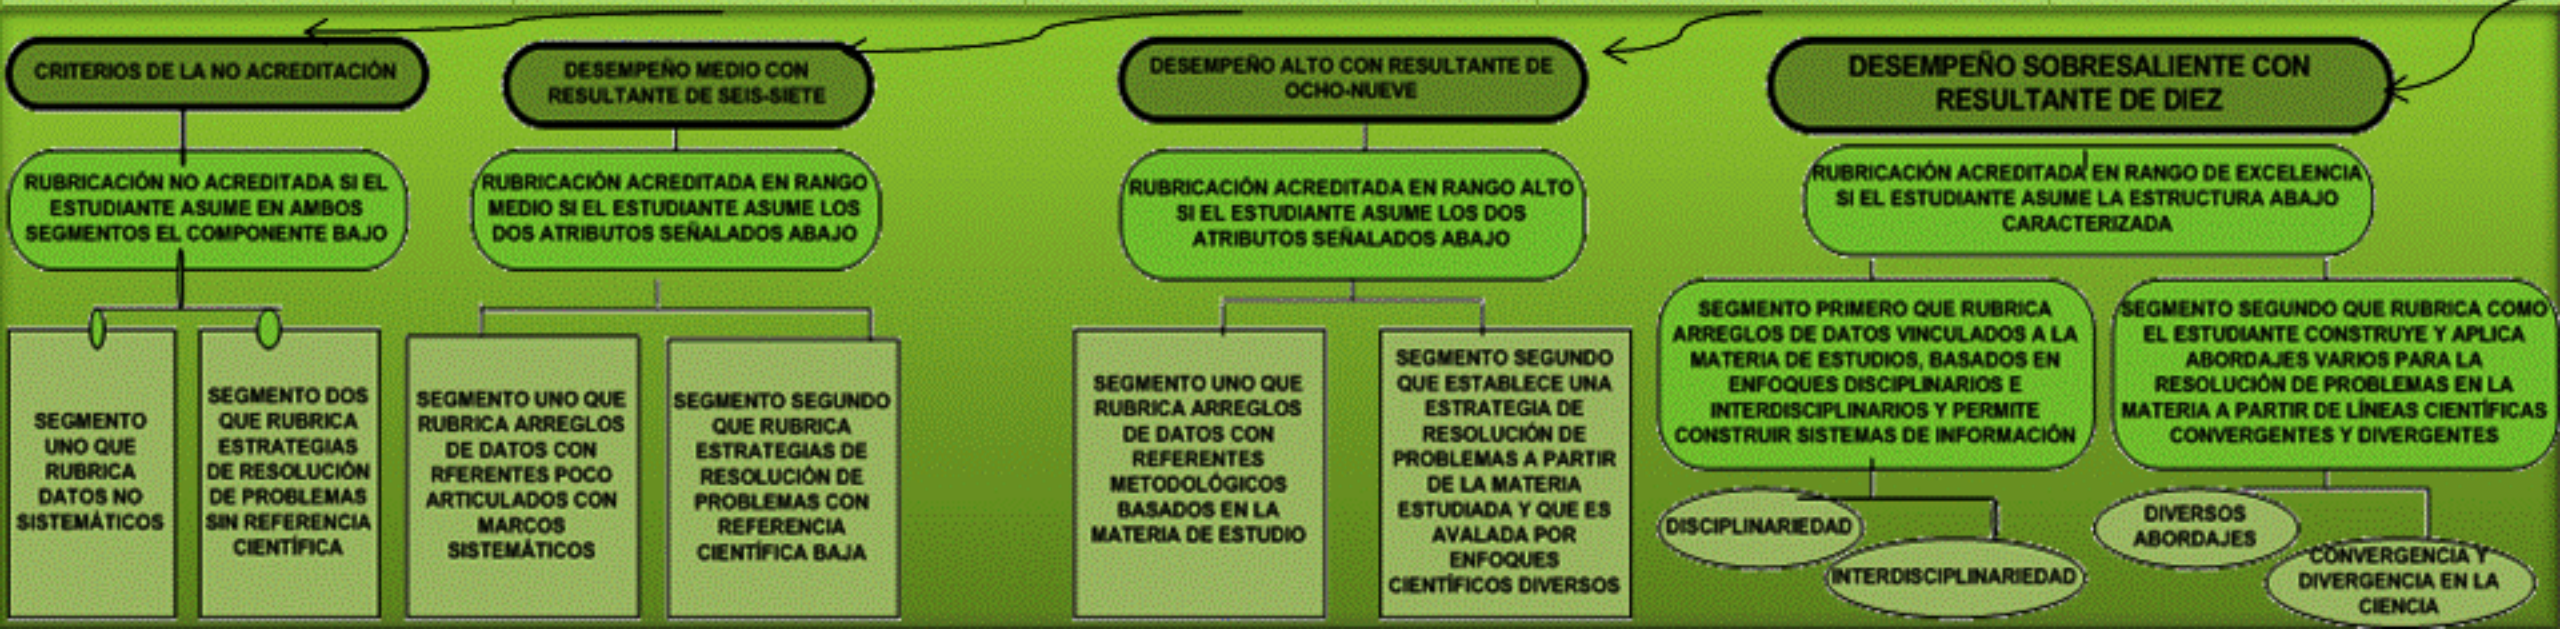 CRITERIOS DE LA NO ACREDITACIÓN
RUBRICACIÓN NO ACREDITADA SI EL
ESTUDIANTE ASUME EN AMBOS
SEGMENTOS EL COMPONENTE BAJO
SEGMENTO
UNO QUE
RUBRICA
DATOS NO
SISTEMÁTICOS
SEGMENTO DOS
QUE RUBRICA
ESTRATEGIAS
DE RESOLUCIÓN
DE PROBLEMAS
SIN REFERENCIA
CIENTÍFICA
DESEMPEÑO MEDIO CON
RESULTANTE DE SEIS-SIETE
RUBRICACIÓN ACREDITADA EN RANGO
MEDIO SI EL ESTUDIANTE ASUME LOS
DOS ATRIBUTOS SEÑALADOS ABAJO
SEGMENTO UNO QUE
RUBRICA ARREGLOS
DE DATOS CON
RFERENTES POCO
ARTICULADOS CON
MARCOS
SISTEMÁTICOS
SEGMENTO SEGUNDO
QUE RUBRICA
ESTRATEGIAS DE
RESOLUCIÓN DE
PROBLEMAS CON
REFERENCIA
CIENTÍFICA BAJA
DESEMPEÑO ALTO CON RESULTANTE DE
OCHO-NUEVE
RUBRICACIÓN ACREDITADA EN RANGO ALTO
SI EL ESTUDIANTE ASUME LOS DOS
ATRIBUTOS SEÑALADOS ABAJO
SEGMENTO UNO QUE
RUBRICA ARREGLOS
DE DATOS CON
REFERENTES
METODOLÓGICOS
BASADOS EN LA
MATERIA DE ESTUDIO
SEGMENTO SEGUNDO
QUE ESTABLECE UNA
ESTRATEGIA DE
RESOLUCIÓN DE
PROBLEMAS A PARTIR
DE LA MATERIA
ESTUDIADA Y QUE ES
AVALADA POR
ENFOQUES
CIENTÍFICOS DIVERSOS
DESEMPEÑO SOBRESALIENTE CON
RESULTANTE DE DIEZ
RUBRICACIÓN ACREDITADA EN RANGO DE EXCELENCIA
SI EL ESTUDIANTE ASUME LA ESTRUCTURA ABAJO
CARACTERIZADA
SEGMENTO PRIMERO QUE RUBRICA
ARREGLOS DE DATOS VINCULADOS A LA
MATERIA DE ESTUDIOS, BASADOS EN
ENFOQUES DISCIPLINARIOS E
INTERDISCIPLINARIOS Y PERMITE
CONSTRUIR SISTEMAS DE INFORMACIÓN
DISCIPLINARIEDAD
INTERDISCIPLINARIEDAD
SEGMENTO SEGUNDO QUE RUBRICA COMO
EL ESTUDIANTE CONSTRUYE Y APLICA
ABORDAJES VARIOS PARA LA
RESOLUCIÓN DE PROBLEMAS EN LA
MATERIA A PARTIR DE LÍNEAS CIENTÍFICAS
CONVERGENTES Y DIVERGENTES
DIVERSOS
ABORDAJES
CONVERGENCIA Y
DIVERGENCIA EN LA
CIENCIA